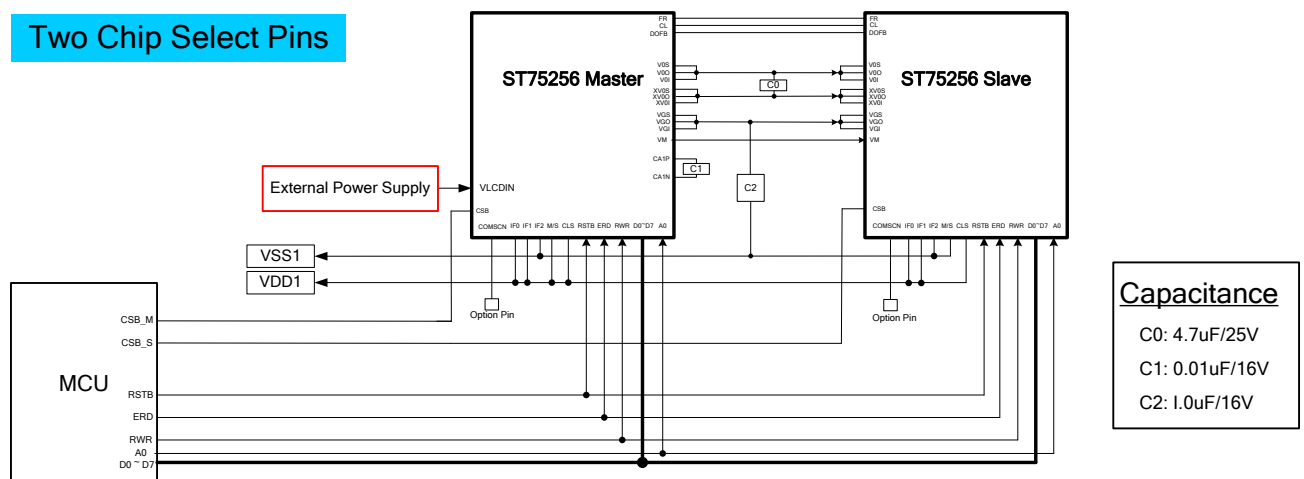 Two Chip Select Pins
ST75256 Master
FR
CL
DOFB
V0S
V0O
V0I
XV0S
XV0O
XV0I
VGS
VGO
VGI
VM
CA1P
CA1N
VLCDIN
CSB
COMSCN IF0 IF1 IF2 M/S CLS RSTB ERD RWR D0~D7 A0
C0
C1
C2
ST75256 Slave
FR
CL
DOFB
V0S
V0O
V0I
XV0S
XV0O
XV0I
VGS
VGO
VGI
VM
CSB
COMSCN IF0 IF1 IF2 M/S CLS RSTB ERD RWR D0~D7 A0
External Power Supply
VSS1
VDD1
Option Pin
Option Pin
MCU
CSB_M
CSB_S
RSTB
ERD
RWR
A0
D0 ~ D7
Capacitance
C0: 4.7uF/25V
C1: 0.01uF/16V
C2: I.0uF/16V